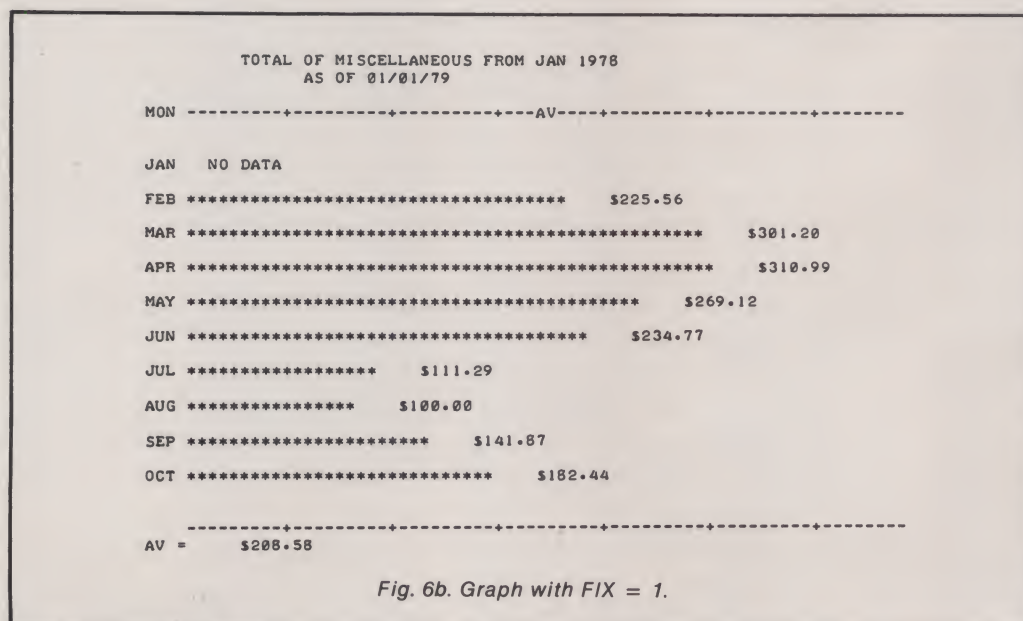 TOTAL OF MISCELLANEOUS FROM JAN 1978
AS OF 01/01/79
MON ---------+---------+---------+---AV----+---------+---------+--------
JAN NO DATA
FEB ************************************ $225.56
MAR ************************************************* $301.20
APR ************************************************** $310.99
MAY ******************************************* $269.12
JUN ************************************** $234.77
JUL ****************** $111.29
AUG **************** $100.00
SEP *********************** $141.87
OCT ***************************** $182.44
---------+---------+---------+---------+---------+---------+--------
AV = $208.58
Fig. 6b. Graph with FIX = 1.